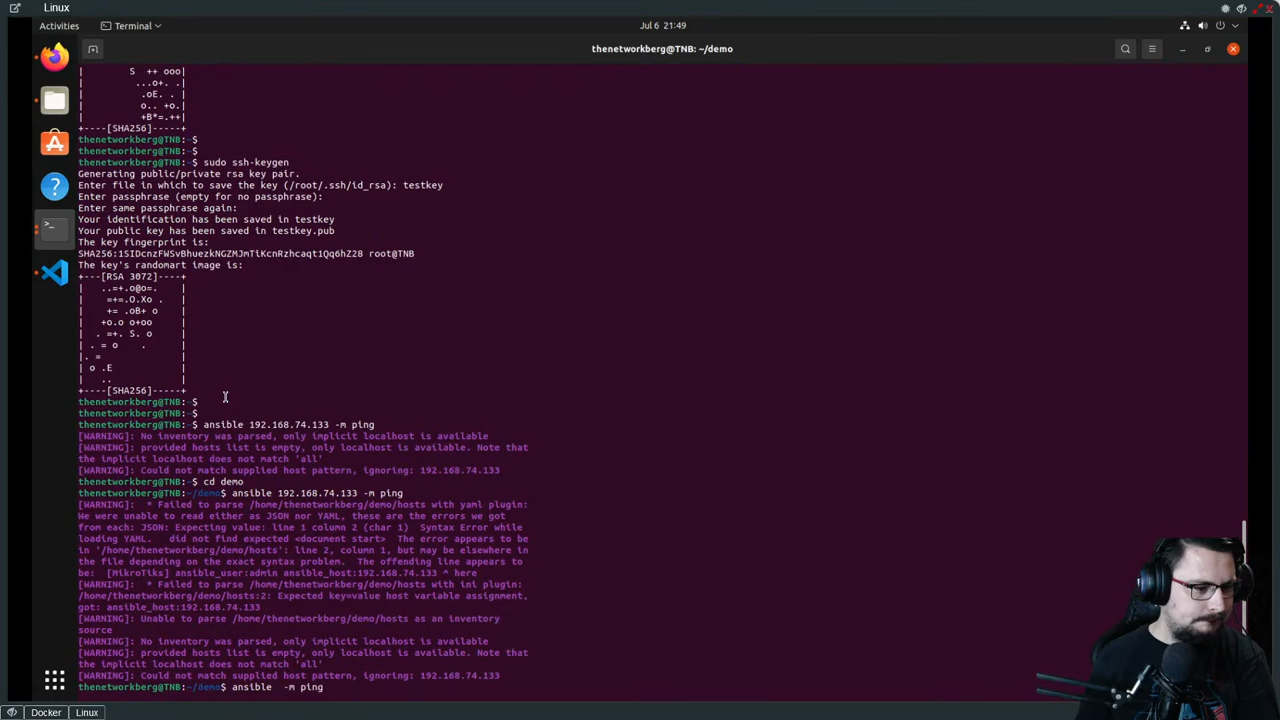 Linux
Activities
Terminal
Jul 6 21:49
thenetworkberg@TNB: ~/demo
| S ++ ooo|
| ...o+. .|
| .oE. . |
| o.. +o.|
| +B*=.++|
+----[SHA256]-----+
thenetworkberg@TNB:~$
thenetworkberg@TNB:~$
thenetworkberg@TNB:~$ sudo ssh-keygen
Generating public/private rsa key pair.
Enter file in which to save the key (/root/.ssh/id_rsa): testkey
Enter passphrase (empty for no passphrase):
Enter same passphrase again:
Your identification has been saved in testkey
Your public key has been saved in testkey.pub
The key fingerprint is:
SHA256:1SIDcnzFWSvBhuezkNGZMJmTiKcnRzhcaqt1Qq6hZ28 root@TNB
The key's randomart image is:
+---[RSA 3072]----+
| ..=+.o@o=. |
| =+=.O.Xo . |
| += .oB+ o |
| +o.o o+oo |
| . =+. S. o |
| . = o . |
|. = |
| o .E |
| .. |
+----[SHA256]-----+
thenetworkberg@TNB:~$
thenetworkberg@TNB:~$
thenetworkberg@TNB:~$ ansible 192.168.74.133 -m ping
[WARNING]: No inventory was parsed, only implicit localhost is available
[WARNING]: provided hosts list is empty, only localhost is available. Note that
the implicit localhost does not match 'all'
[WARNING]: Could not match supplied host pattern, ignoring: 192.168.74.133
thenetworkberg@TNB:~$ cd demo
thenetworkberg@TNB:~/demo$ ansible 192.168.74.133 -m ping
[WARNING]: * Failed to parse /home/thenetworkberg/demo/hosts with yaml plugin:
We were unable to read either as JSON nor YAML, these are the errors we got
from each: JSON: Expecting value: line 1 column 2 (char 1) Syntax Error while
loading YAML. did not find expected <document start> The error appears to be
in '/home/thenetworkberg/demo/hosts': line 2, column 1, but may be elsewhere in
the file depending on the exact syntax problem. The offending line appears to
be: [MikroTiks] ansible_user:admin ansible_host:192.168.74.133 ^ here
[WARNING]: * Failed to parse /home/thenetworkberg/demo/hosts with ini plugin:
/home/thenetworkberg/demo/hosts:2: Expected key=value host variable assignment,
got: ansible_host:192.168.74.133
[WARNING]: Unable to parse /home/thenetworkberg/demo/hosts as an inventory
source
[WARNING]: No inventory was parsed, only implicit localhost is available
[WARNING]: provided hosts list is empty, only localhost is available. Note that
the implicit localhost does not match 'all'
[WARNING]: Could not match supplied host pattern, ignoring: 192.168.74.133
thenetworkberg@TNB:~/demo$ ansible  -m ping
Docker
Linux